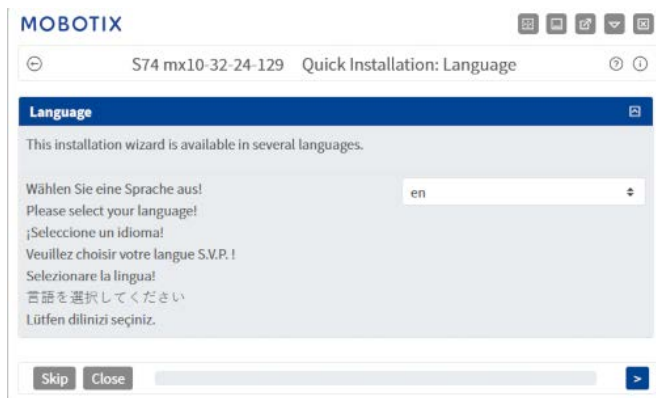 MOBOTIX
S74 mx10-32-24-129 Quick Installation: Language
Language
This installation wizard is available in several languages.
Wählen Sie eine Sprache aus! en
Please select your language!
¡Seleccione un idioma!
Veuillez choisir votre langue S.V.P. !
Selezionare la lingua!
言語を選択してください
Lütfen dilinizi seçiniz.
Skip Close >